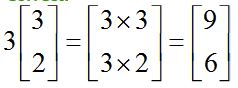 3 [3 2] = [3 × 3 3 × 2] = [9 6]